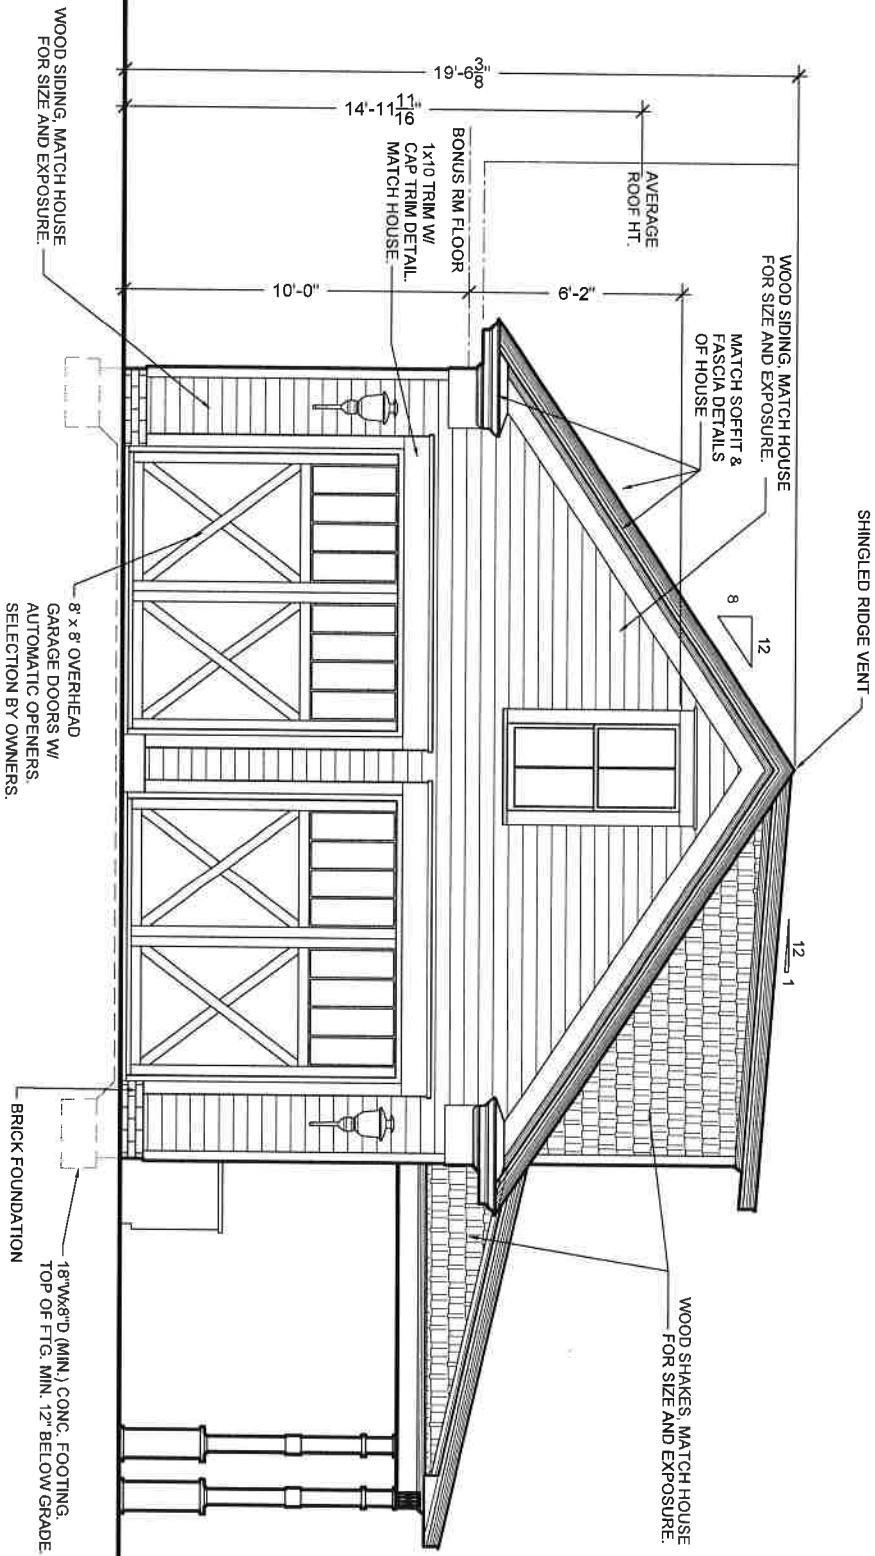 SHINGLED RIDGE VENT
WOOD SIDING, MATCH HOUSE
FOR SIZE AND EXPOSURE.
MATCH SOFFIT &
FASCIA DETAILS
OF HOUSE
AVERAGE
ROOF HT.
BONUS RM FLOOR
1x10 TRIM W/
CAP TRIM DETAIL.
MATCH HOUSE.
19'-6 3/8"
14'-11 11/16"
10'-0"
6'-2"
8
12
12
1
WOOD SHAKES, MATCH HOUSE
FOR SIZE AND EXPOSURE.
WOOD SIDING, MATCH HOUSE
FOR SIZE AND EXPOSURE.
8' x 8' OVERHEAD
GARAGE DOORS W/
AUTOMATIC OPENERS.
SELECTION BY OWNERS.
BRICK FOUNDATION
18"Wx8"D (MIN.) CONC. FOOTING.
TOP OF FTG. MIN. 12" BELOW GRADE.